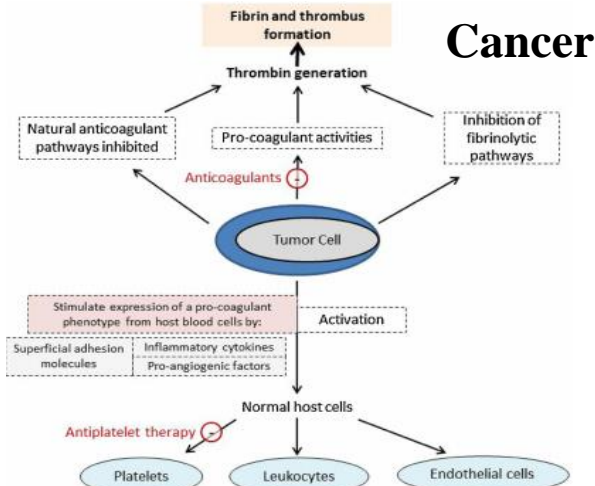 Fibrin and thrombus
formation
Cancer
Thrombin generation
Natural anticoagulant
pathways inhibited
Pro-coagulant activities
Inhibition of
fibrinolytic
pathways
Anticoagulants
-
Tumor Cell
Stimulate expression of a pro-coagulant
phenotype from host blood cells by:
Activation
Superficial adhesion
molecules
Inflammatory cytokines
Pro-angiogenic factors
Normal host cells
Antiplatelet therapy
-
Platelets
Leukocytes
Endothelial cells